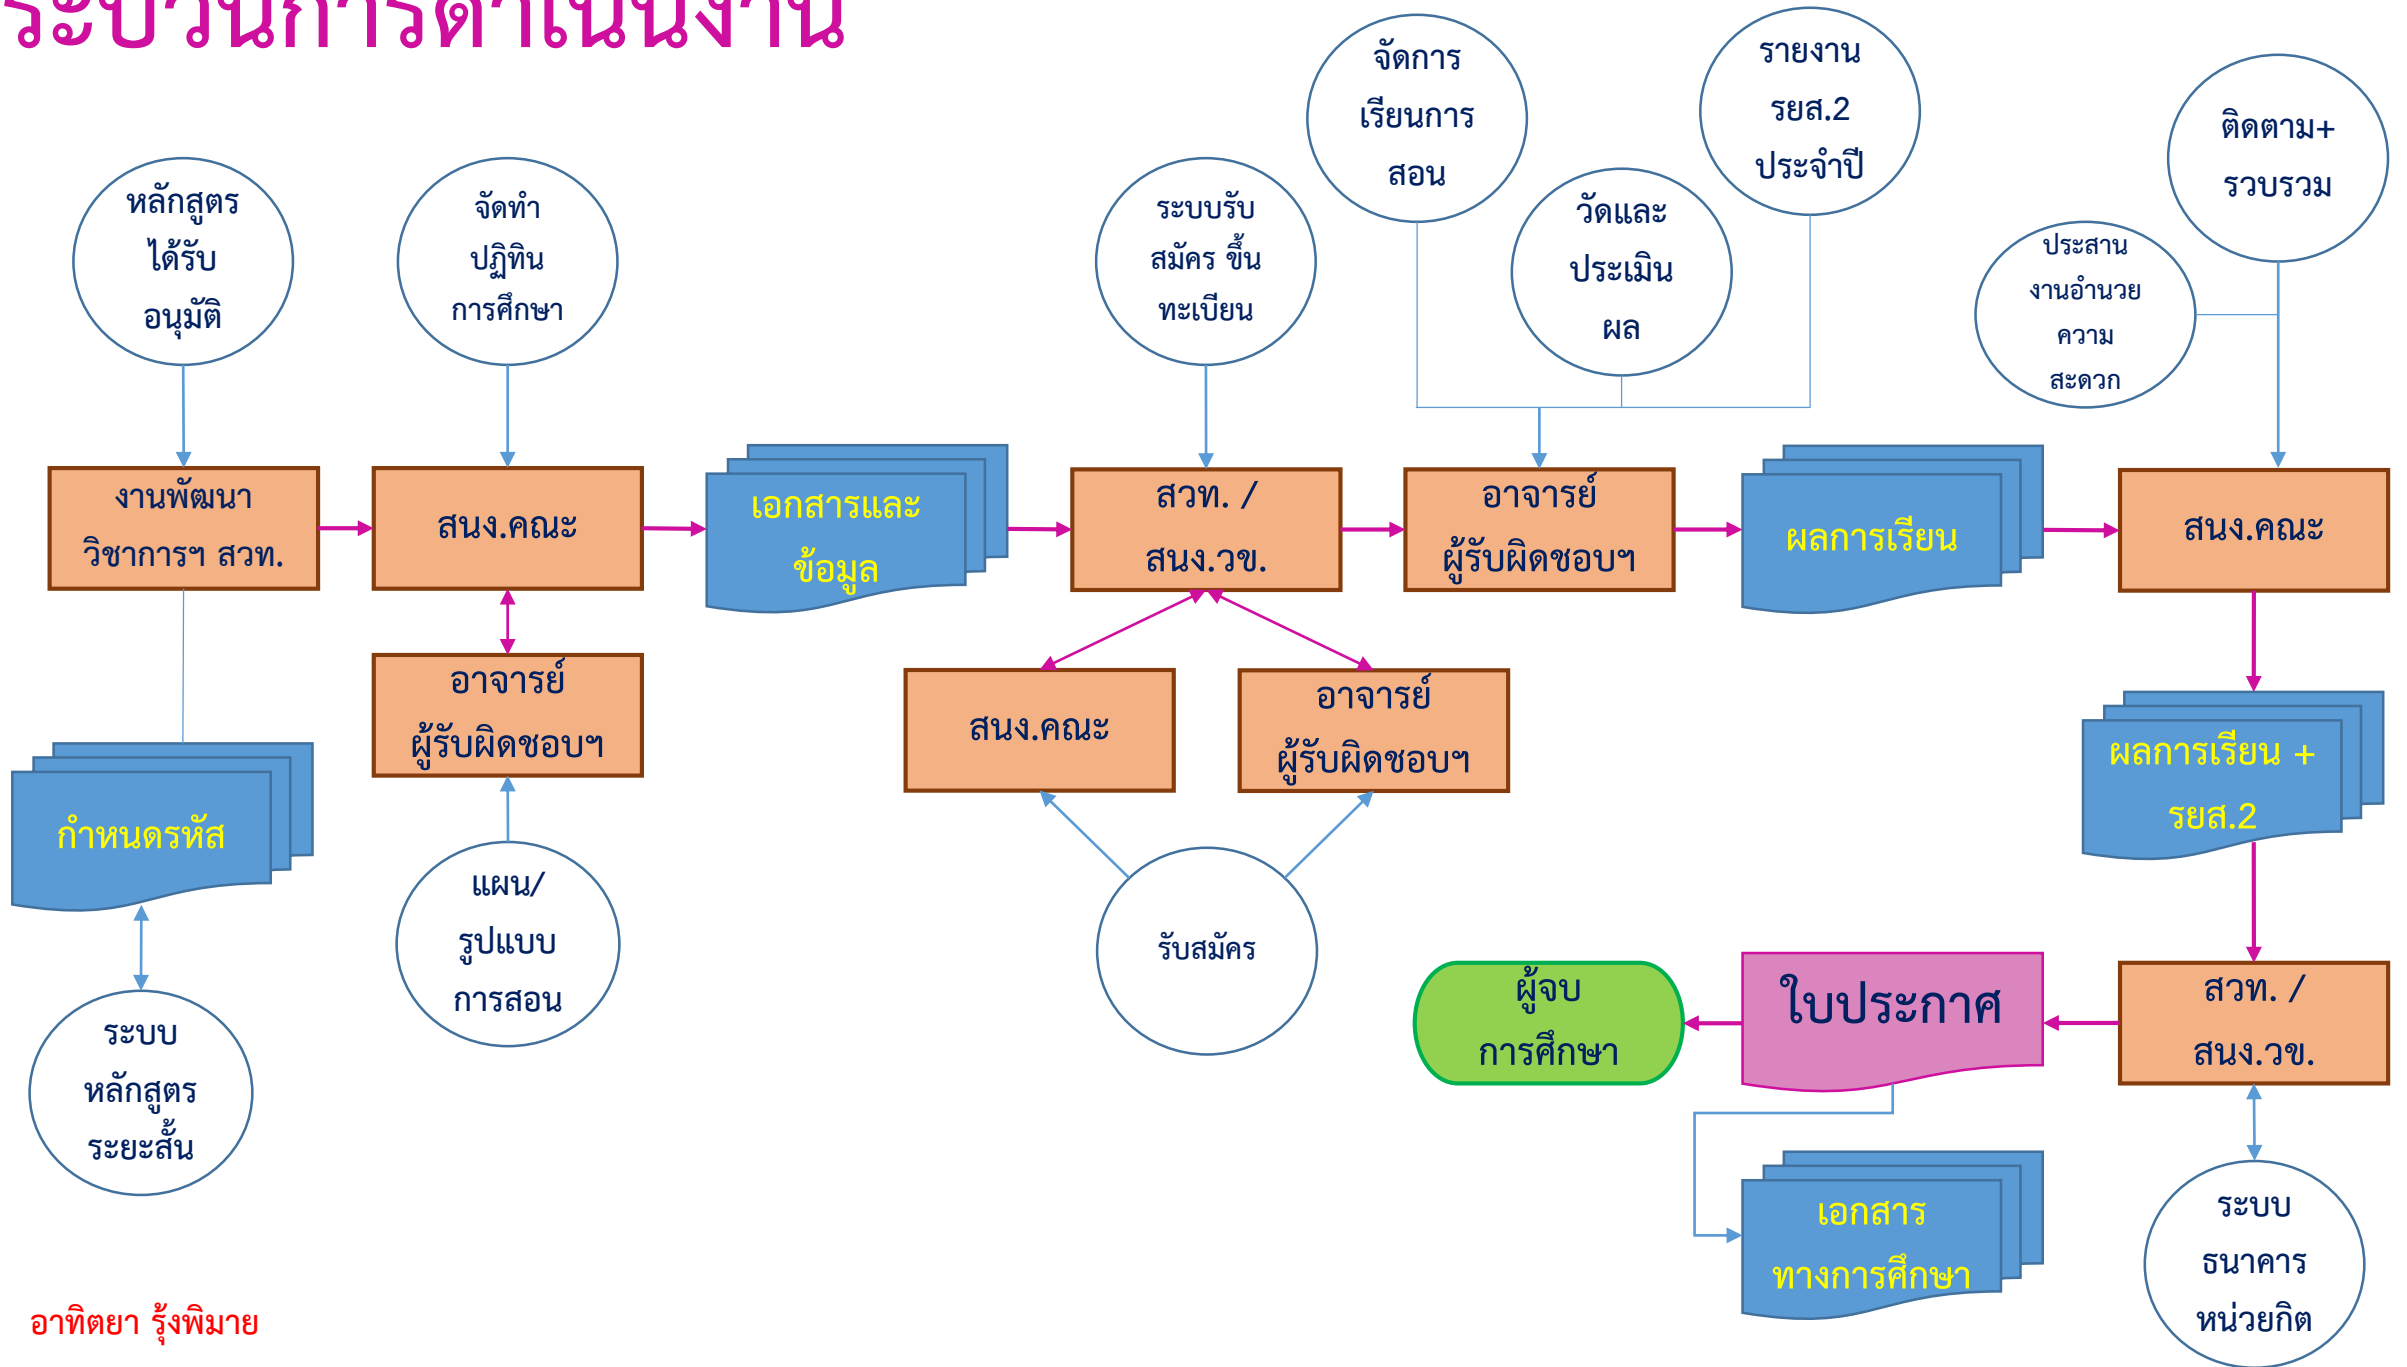 ระบวนการดำเนินงาน
หลักสูตร
ได้รับ
อนุมัติ
จัดทำ
ปฏิทิน
การศึกษา
ระบบรับ
สมัคร ขึ้น
ทะเบียน
จัดการ
เรียนการ
สอน
วัดและ
ประเมิน
ผล
รายงาน
รยส.2
ประจำปี
ประสาน
งานอำนวย
ความ
สะดวก
ติดตาม+
รวบรวม
งานพัฒนา
วิชาการฯ สวท.
สนง.คณะ
เอกสารและ
ข้อมูล
สวท. /
สนง.วข.
อาจารย์
ผู้รับผิดชอบฯ
ผลการเรียน
สนง.คณะ
อาจารย์
ผู้รับผิดชอบฯ
สนง.คณะ
อาจารย์
ผู้รับผิดชอบฯ
ผลการเรียน +
รยส.2
กำหนดรหัส
แผน/
รูปแบบ
การสอน
รับสมัคร
ผู้จบ
การศึกษา
ใบประกาศ
สวท. /
สนง.วข.
ระบบ
หลักสูตร
ระยะสั้น
เอกสาร
ทางการศึกษา
ระบบ
ธนาคาร
หน่วยกิต
อาทิตยา รุ้งพิมาย